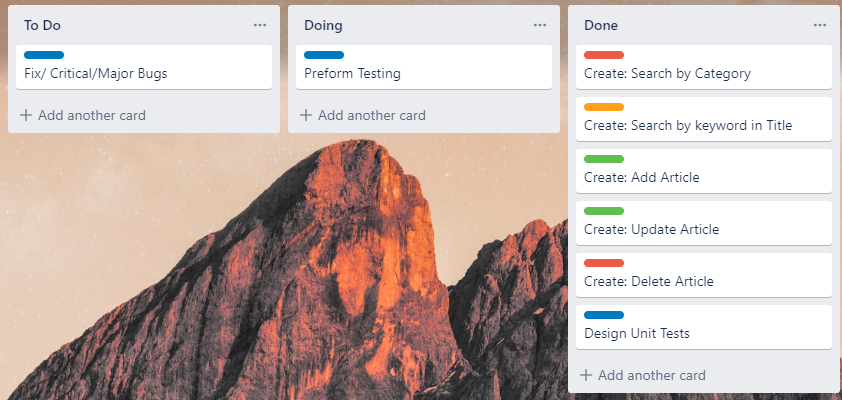 To Do
Fix/ Critical/Major Bugs
Add another card
Doing
Preform Testing
Add another card
Done
Create: Search by Category
Create: Search by keyword in Title
Create: Add Article
Create: Update Article
Create: Delete Article
Design Unit Tests
Add another card